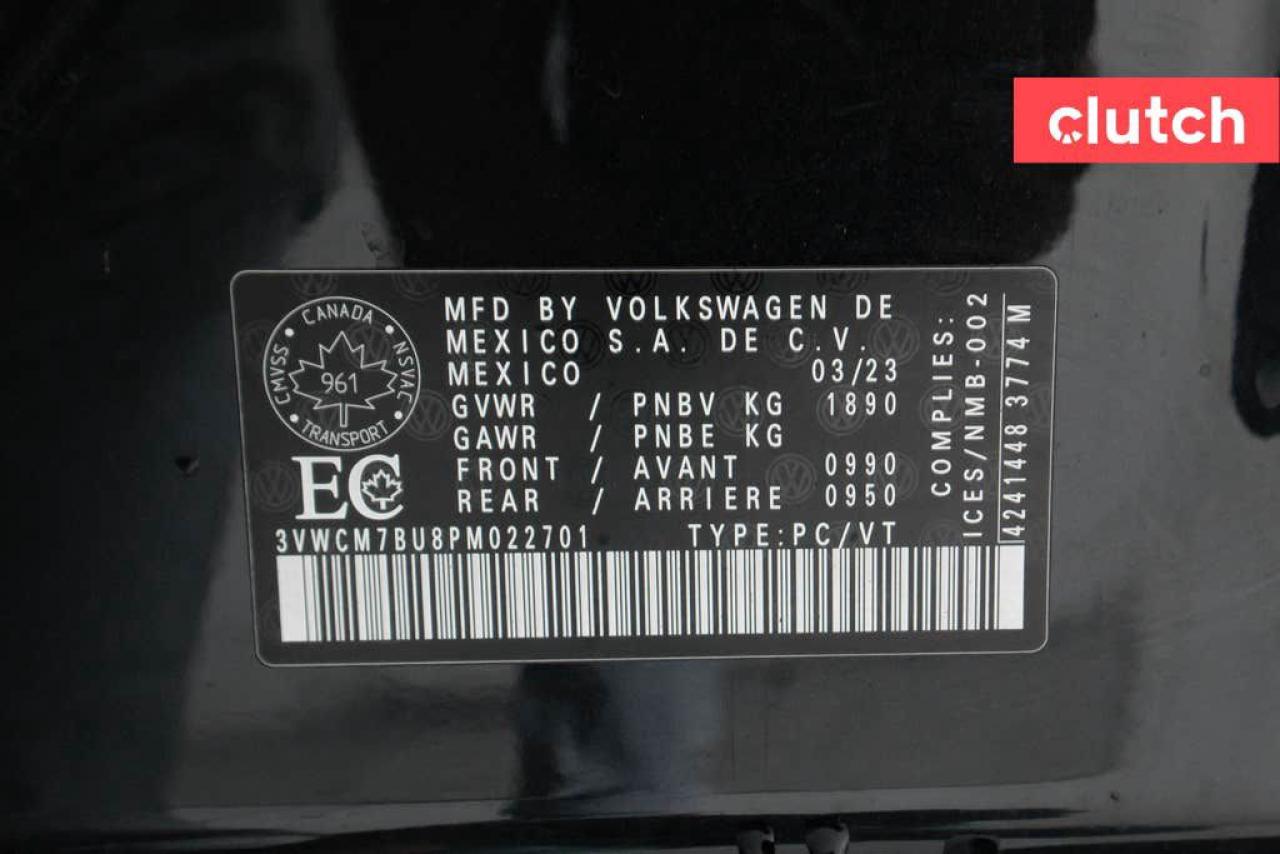 clutch
CANADA
CMVSS
NSVAC
961
TRANSPORT
EC
MFD BY VOLKSWAGEN DE
MEXICO S.A. DE C.V.
MEXICO 03/23
GVWR / PNBV KG 1890
GAWR / PNBE KG
FRONT / AVANT 0990
REAR / ARRIERE 0950
3VWCM7BU8PM022701 TYPE:PC/VT
COMPLIES:
ICES/NMB-002
4241448 3774 M